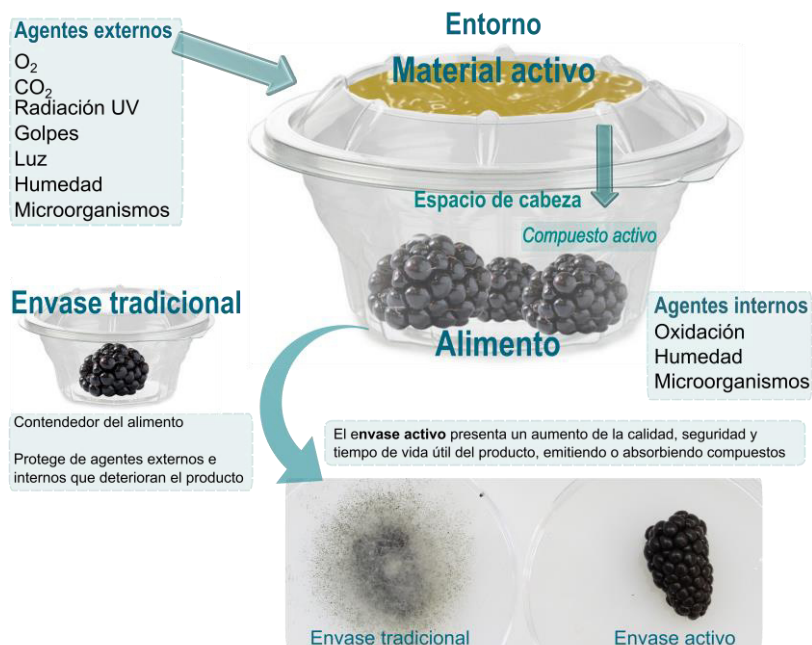 Agentes externos
O₂
CO₂
Radiación UV
Golpes
Luz
Humedad
Microorganismos
Entorno
Material activo
Espacio de cabeza
Compuesto activo
Alimento
Agentes internos
Oxidación
Humedad
Microorganismos
Envase tradicional
Contendedor del alimento
Protege de agentes externos e
internos que deterioran el producto
El envase activo presenta un aumento de la calidad, seguridad y
tiempo de vida útil del producto, emitiendo o absorbiendo compuestos
Envase tradicional
Envase activo